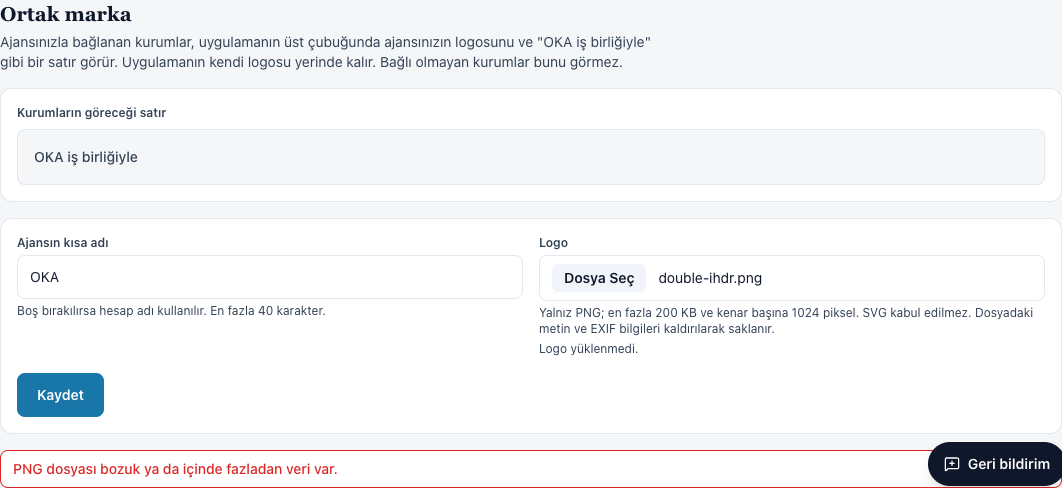 Ortak marka
Ajansınızla bağlanan kurumlar, uygulamanın üst çubuğunda ajansınızın logosunu ve "OKA iş birliğiyle"
gibi bir satır görür. Uygulamanın kendi logosu yerinde kalır. Bağlı olmayan kurumlar bunu görmez.
Kurumların göreceği satır
OKA iş birliğiyle
Ajansın kısa adı
OKA
Boş bırakılırsa hesap adı kullanılır. En fazla 40 karakter.
Logo
Dosya Seç double-ihdr.png
Yalnız PNG; en fazla 200 KB ve kenar başına 1024 piksel. SVG kabul edilmez. Dosyadaki
metin ve EXIF bilgileri kaldırılarak saklanır.
Logo yüklenmedi.
Kaydet
PNG dosyası bozuk ya da içinde fazladan veri var.
Geri bildirim